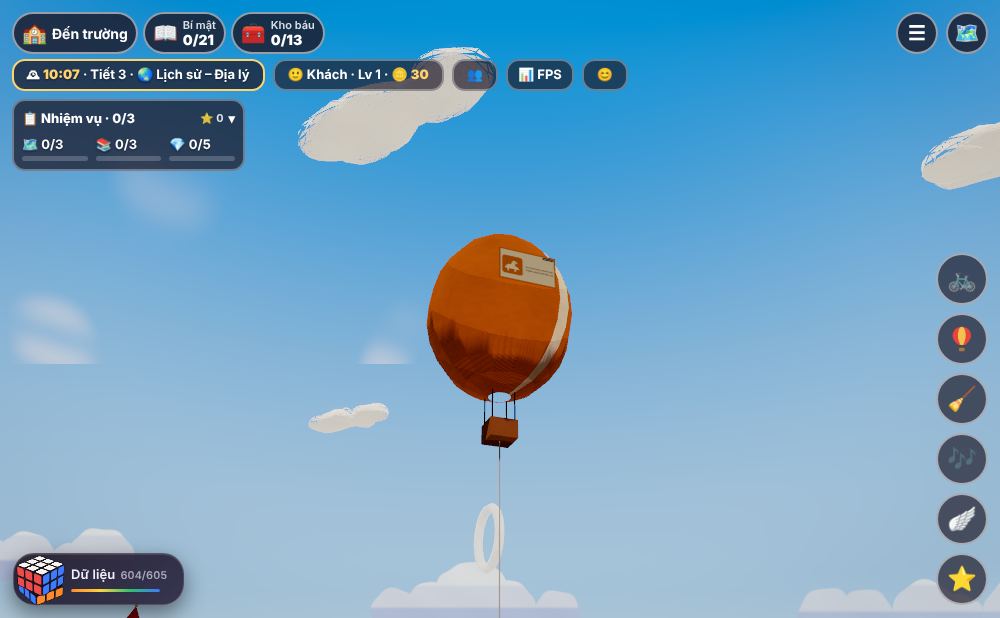 Đến trường
Bí mật
0/21
Kho báu
0/13
10:07 · Tiết 3 · Lịch sử – Địa lý
Khách · Lv 1 · 30
FPS
Nhiệm vụ · 0/3
0
0/3
0/3
0/5
Dữ liệu 604/605